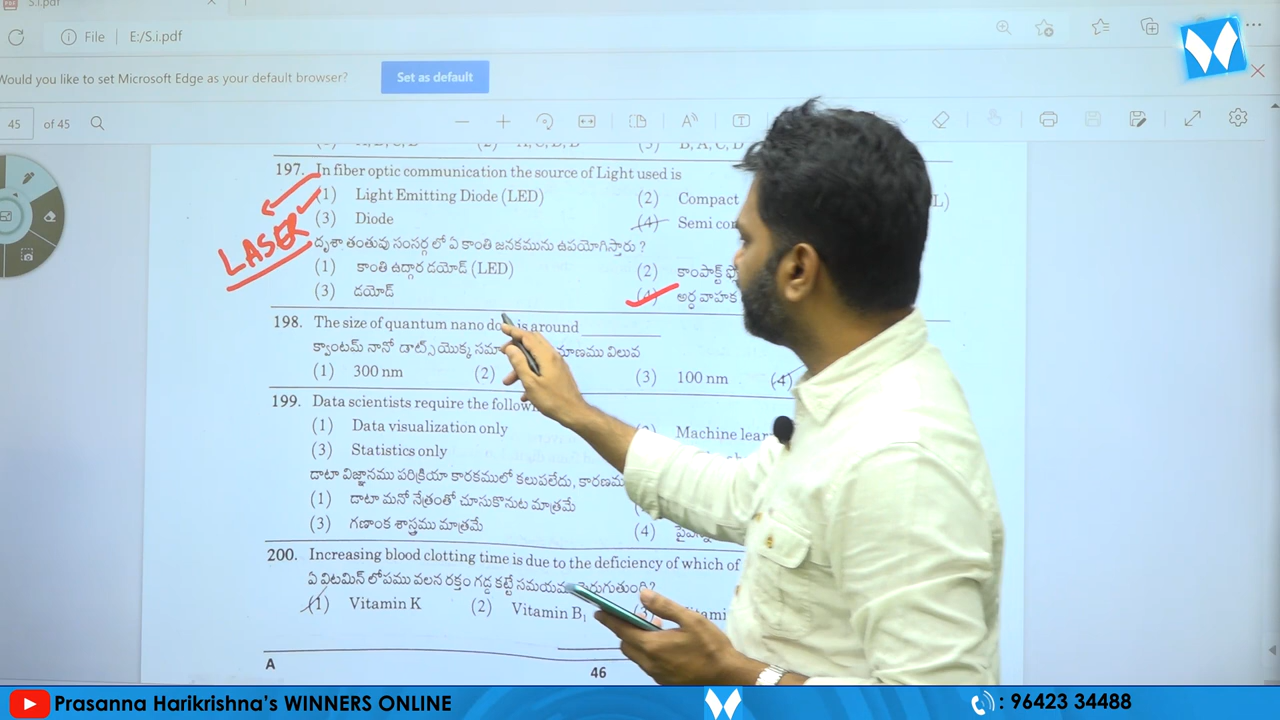 S.i.pdf
File E:/S.i.pdf
Would you like to set Microsoft Edge as your default browser? Set as default
45 of 45
197. In fiber optic communication the source of Light used is
(1) Light Emitting Diode (LED) (2) Compact
(3) Diode (4) Semi con
LASER
దృశా తంతువు సంసర్గలో ఏ కాంతి జనకమును ఉపయోగిస్తారు ?
(1) కాంతి ఉద్గార డయోడ్ (LED) (2) కాంపాక్ట్
(3) డయోడ్ (4) అర్ధ వాహక
198. The size of quantum nano is around
క్వాంటమ్ నానో డాట్స్ యొక్క విలువ
(1) 300 nm (2) (3) 100 nm (4)
199. Data scientists require the
(1) Data visualization only Machine
(3) Statistics only
డాటా విజ్ఞానము పరిక్రియా కారకములో కలుపలేదు, కారణము
(1) డాటా మనో నేత్రంతో చూసుకొనుట మాత్రమే
(3) గణాంక శాస్త్రము మాత్రమే (4)
200. Increasing blood clotting time is due to the deficiency of which of
ఏ విటమిన్ లోపము వలన రక్తం గడ్డ కట్టే
(1) Vitamin K (2) Vitamin B1 (3)
A 46
Prasanna Harikrishna's WINNERS ONLINE : 96423 34488